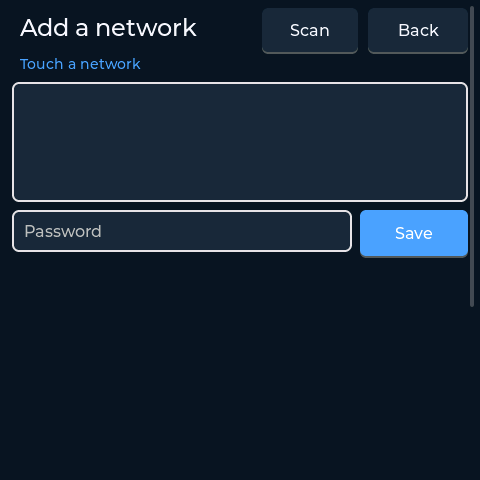 Add a network
Scan
Back
Touch a network
Password
Save